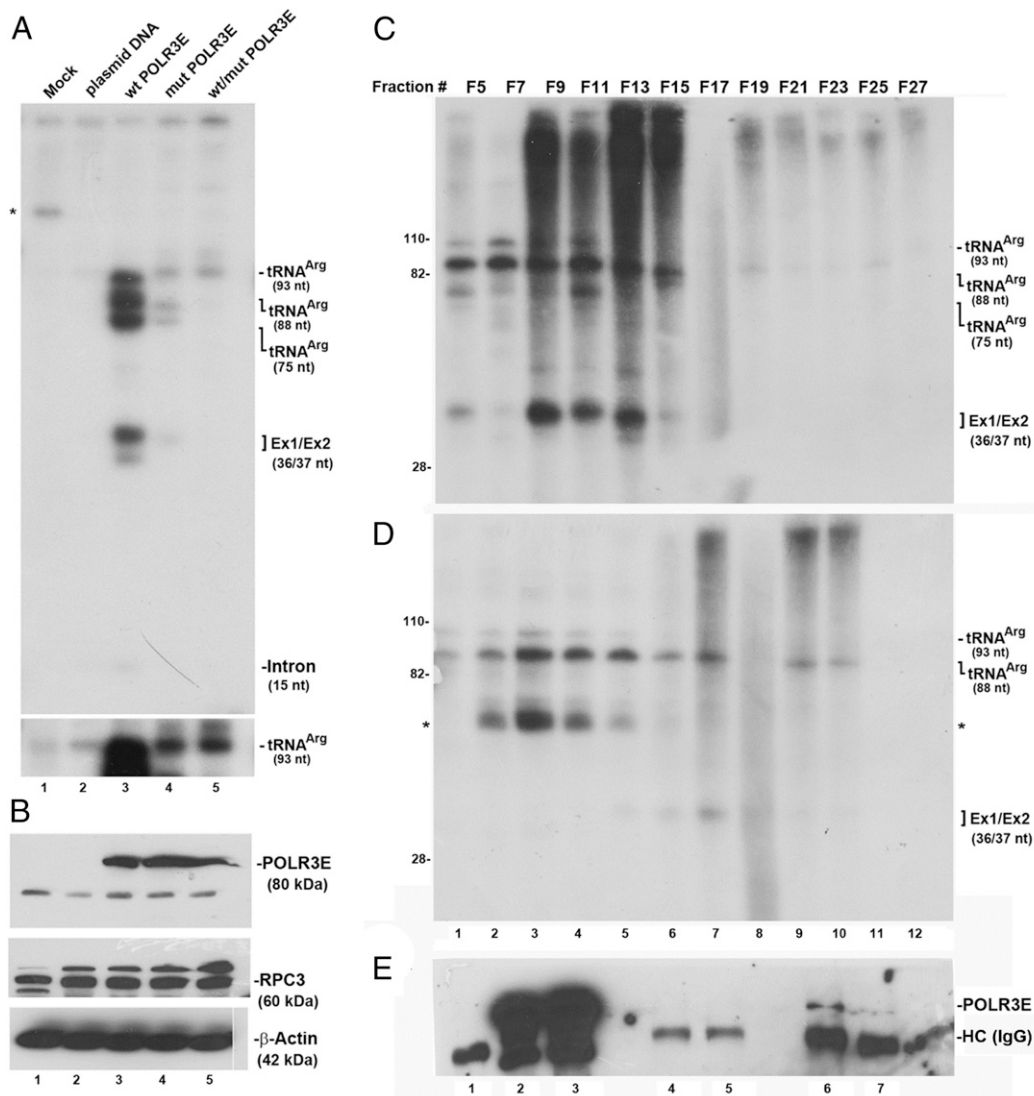 A
Mock
plasmid DNA
wt POLR3E
mut POLR3E
wt/mut POLR3E
*
-tRNAArg
(93 nt)
tRNAArg
(88 nt)
tRNAArg
(75 nt)
] Ex1/Ex2
(36/37 nt)
-Intron
(15 nt)
-tRNAArg
(93 nt)
1 2 3 4 5
B
-POLR3E
(80 kDa)
-RPC3
(60 kDa)
-β-Actin
(42 kDa)
1 2 3 4 5
C
Fraction # F5 F7 F9 F11 F13 F15 F17 F19 F21 F23 F25 F27
110-
82-
28-
-tRNAArg
(93 nt)
tRNAArg
(88 nt)
tRNAArg
(75 nt)
] Ex1/Ex2
(36/37 nt)
D
110-
82-
*
28-
-tRNAArg
(93 nt)
tRNAArg
(88 nt)
*
] Ex1/Ex2
(36/37 nt)
1 2 3 4 5 6 7 8 9 10 11 12
E
-POLR3E
-HC (IgG)
1 2 3 4 5 6 7